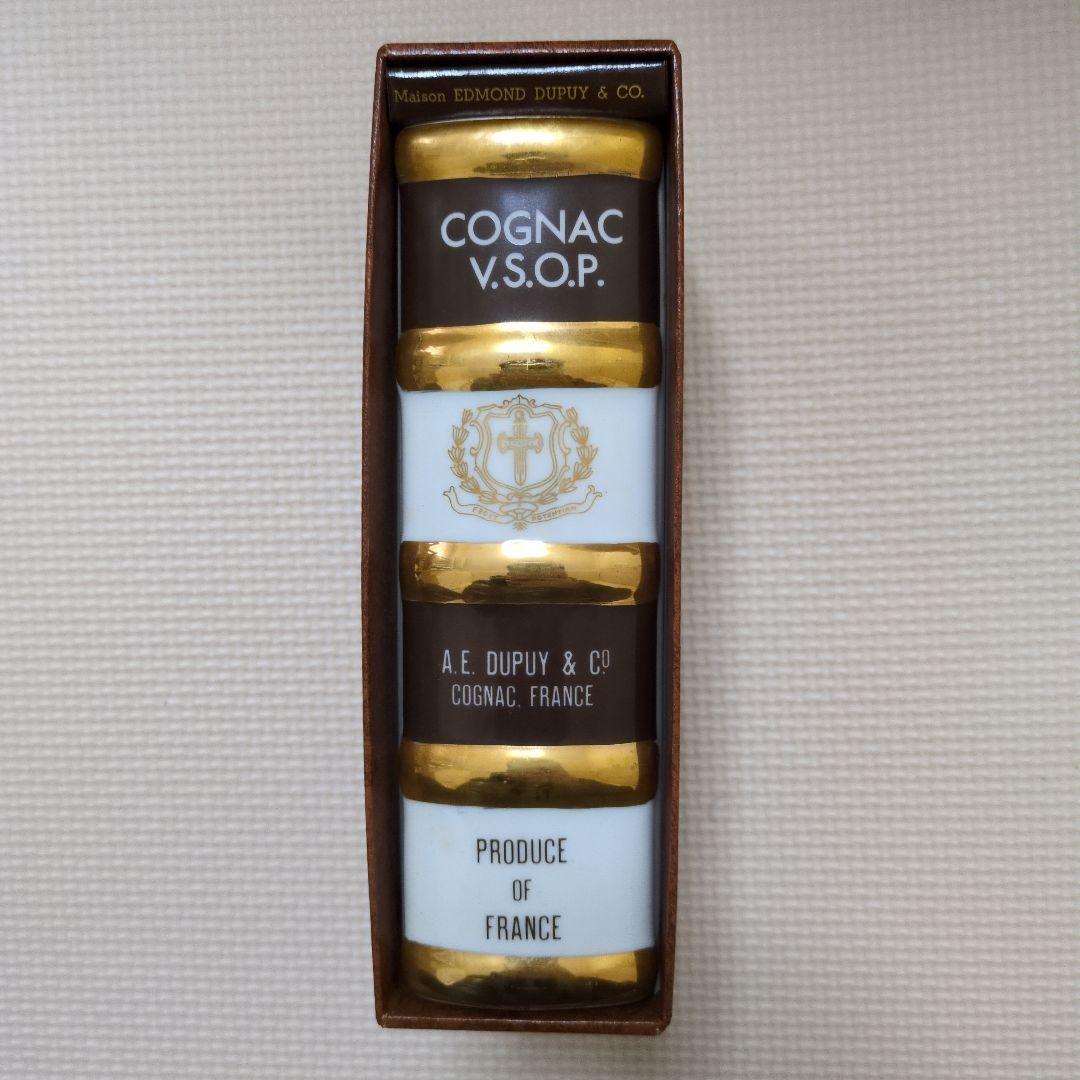 Maison EDMOND DUPUY & CO.
COGNAC
V.S.O.P.
A.E. DUPUY & Cº
COGNAC, FRANCE
PRODUCE
OF
FRANCE